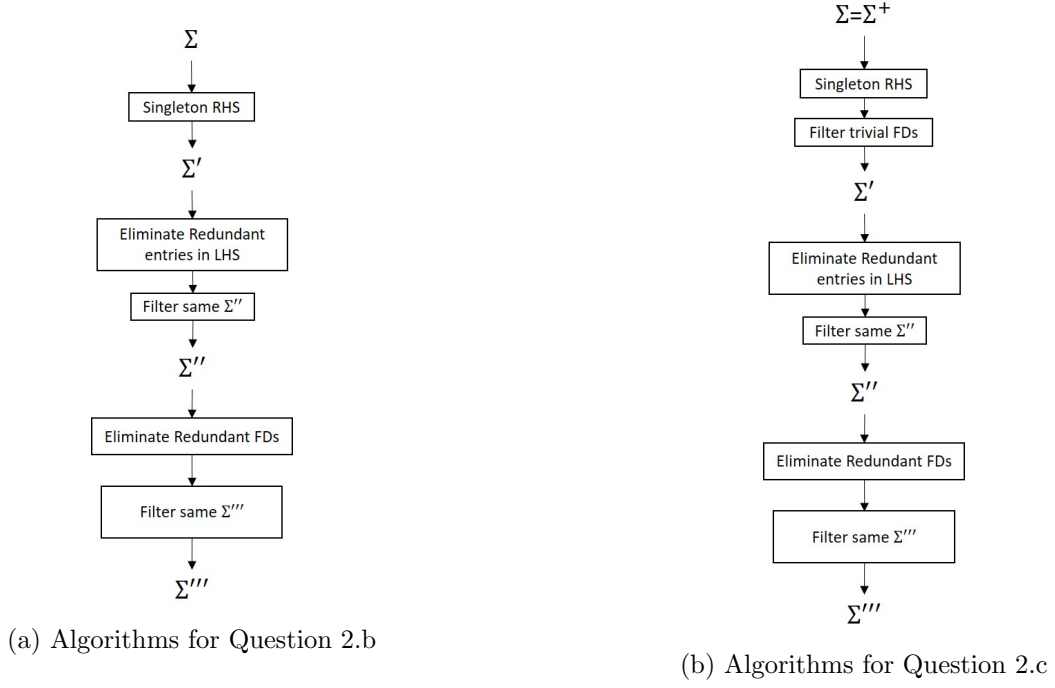 Σ
Singleton RHS
Σ′
Eliminate Redundant
entries in LHS
Filter same Σ′′
Σ′′
Eliminate Redundant FDs
Filter same Σ′′′
Σ′′′
(a) Algorithms for Question 2.b
Σ=Σ⁺
Singleton RHS
Filter trivial FDs
Σ′
Eliminate Redundant
entries in LHS
Filter same Σ′′
Σ′′
Eliminate Redundant FDs
Filter same Σ′′′
Σ′′′
(b) Algorithms for Question 2.c